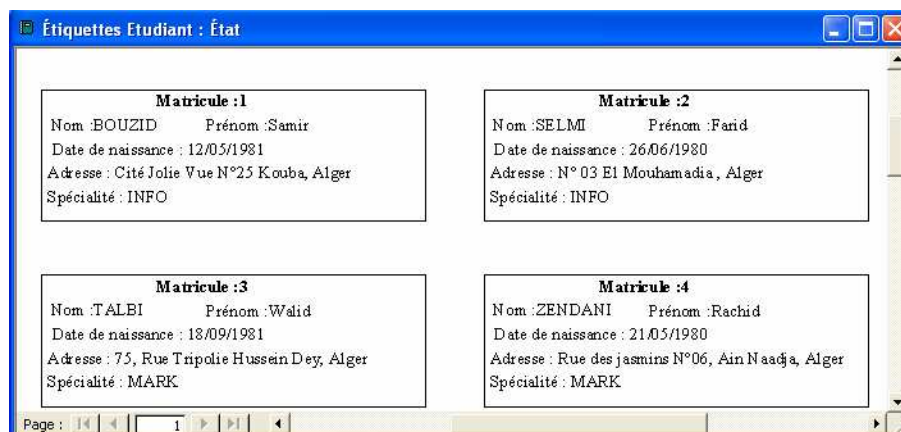 Étiquettes Etudiant : État
Matricule :1
Nom :BOUZID Prénom :Samir
Date de naissance : 12/05/1981
Adresse : Cité Jolie Vue N°25 Kouba, Alger
Spécialité : INFO
Matricule :2
Nom :SELMI Prénom :Farid
Date de naissance : 26/06/1980
Adresse : N° 03 El Mouhamadia , Alger
Spécialité : INFO
Matricule :3
Nom :TALBI Prénom :Walid
Date de naissance : 18/09/1981
Adresse : 75, Rue Tripolie Hussein Dey, Alger
Spécialité : MARK
Matricule :4
Nom :ZENDANI Prénom :Rachid
Date de naissance : 21/05/1980
Adresse : Rue des jasmins N°06, Ain Naadja, Alger
Spécialité : MARK
Page : 1